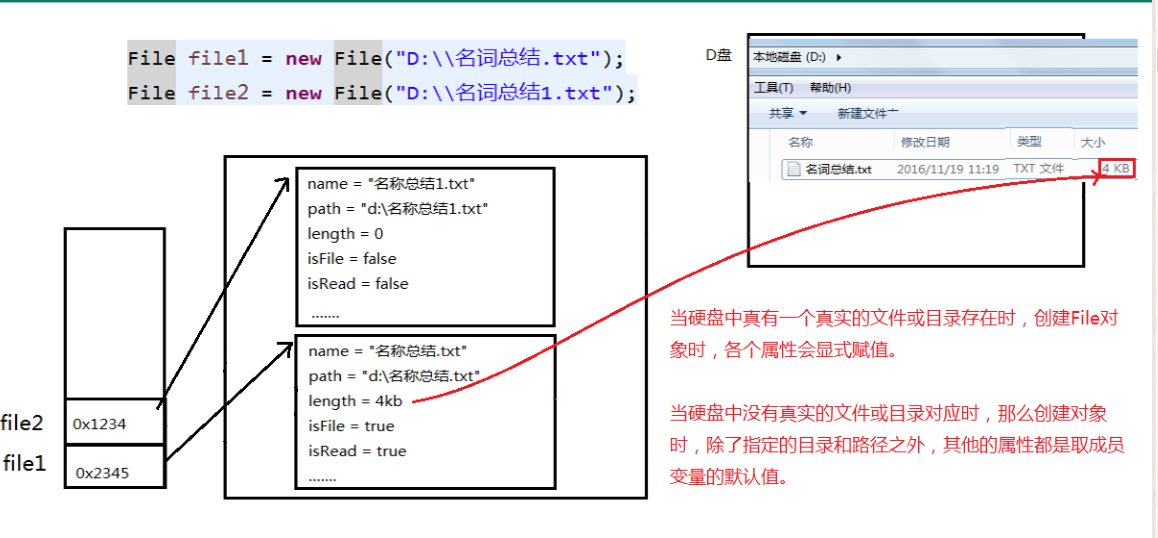 File file1 = new File("D:\\名词总结.txt");
File file2 = new File("D:\\名词总结1.txt");
D盘
本地磁盘 (D:)
工具(T) 帮助(H)
共享 新建文件
名称 修改日期 类型 大小
名词总结.txt 2016/11/19 11:19 TXT 文件 4 KB
name = "名称总结1.txt"
path = "d:\名称总结1.txt"
length = 0
isFile = false
isRead = false
.......
name = "名称总结.txt"
path = "d:\名称总结.txt"
length = 4kb
isFile = true
isRead = true
.......
file2 0x1234
file1 0x2345
当硬盘中真有一个真实的文件或目录存在时，创建File对
象时，各个属性会显式赋值。
当硬盘中没有真实的文件或目录对应时，那么创建对象
时，除了指定的目录和路径之外，其他的属性都是取成员
变量的默认值。